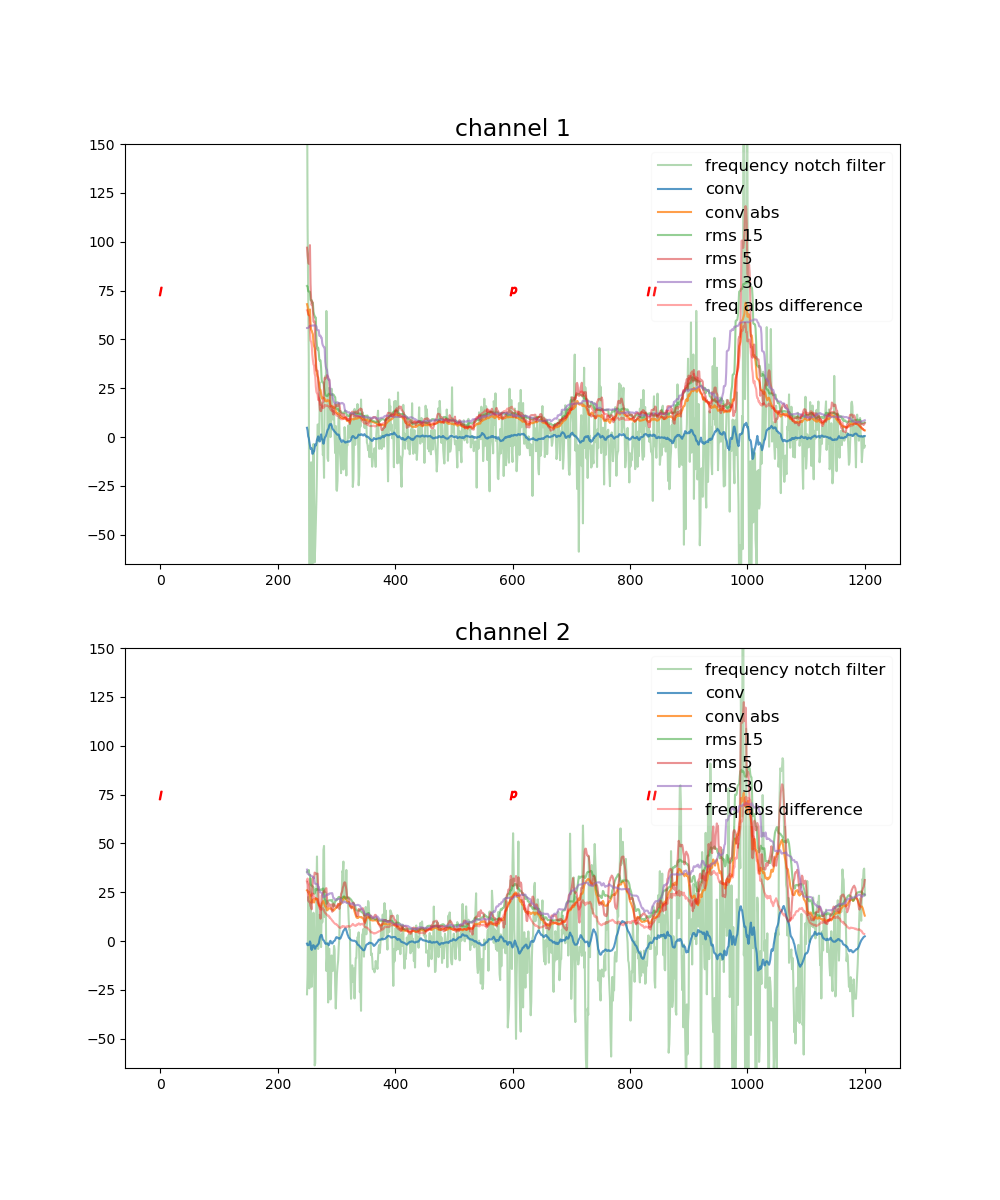 channel 1
150
125
100
75
50
25
0
−25
−50
frequency notch filter
conv
conv abs
rms 15
rms 5
rms 30
freq abs difference
I
p
I I
0 200 400 600 800 1000 1200
channel 2
150
125
100
75
50
25
0
−25
−50
frequency notch filter
conv
conv abs
rms 15
rms 5
rms 30
freq abs difference
I
p
I I
0 200 400 600 800 1000 1200